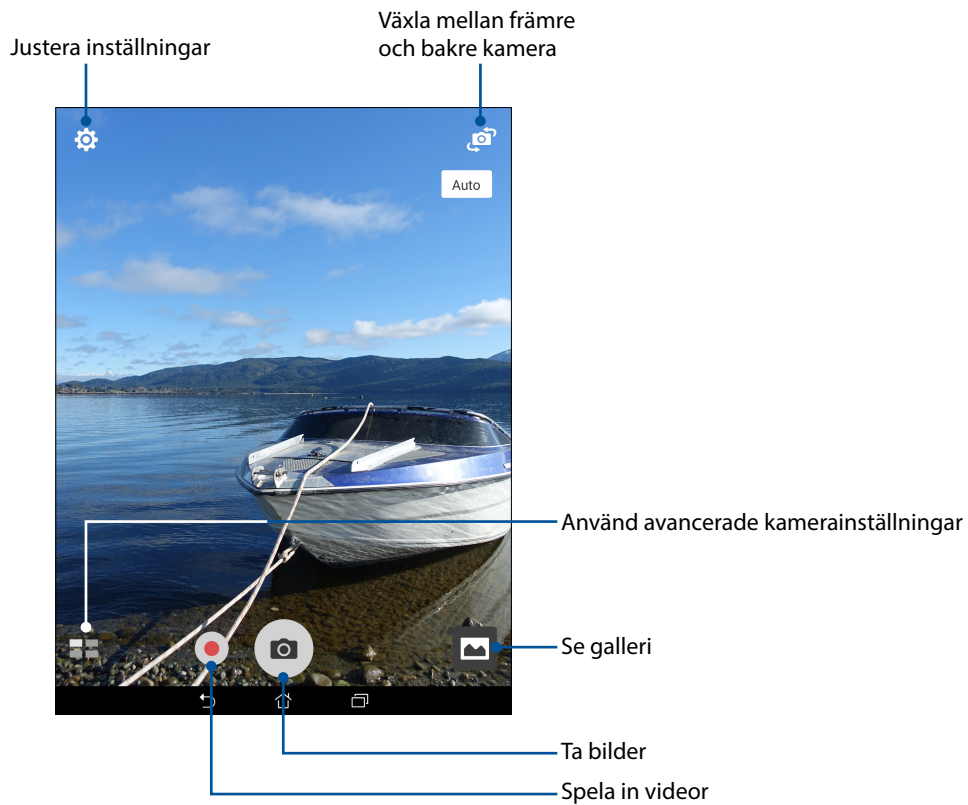 Växla mellan främre
och bakre kamera
Justera inställningar
Auto
Använd avancerade kamerainställningar
Se galleri
Ta bilder
Spela in videor